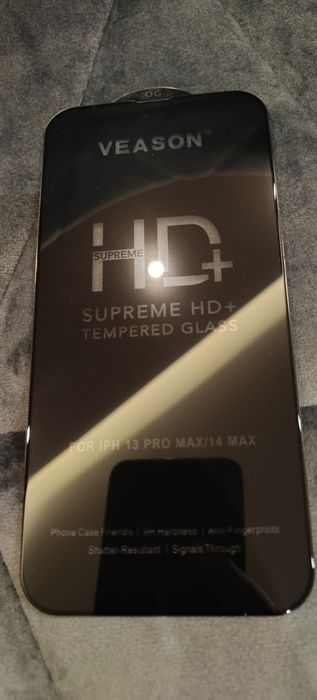 OG
VEASON®
HD+
SUPREME
SUPREME HD+
TEMPERED GLASS
FOR IPH 13 PRO MAX/14 MAX
Phone Case Friendly | 9H Hardness | Anti-Fingerprints
Shatter-Resistant | Signals Through